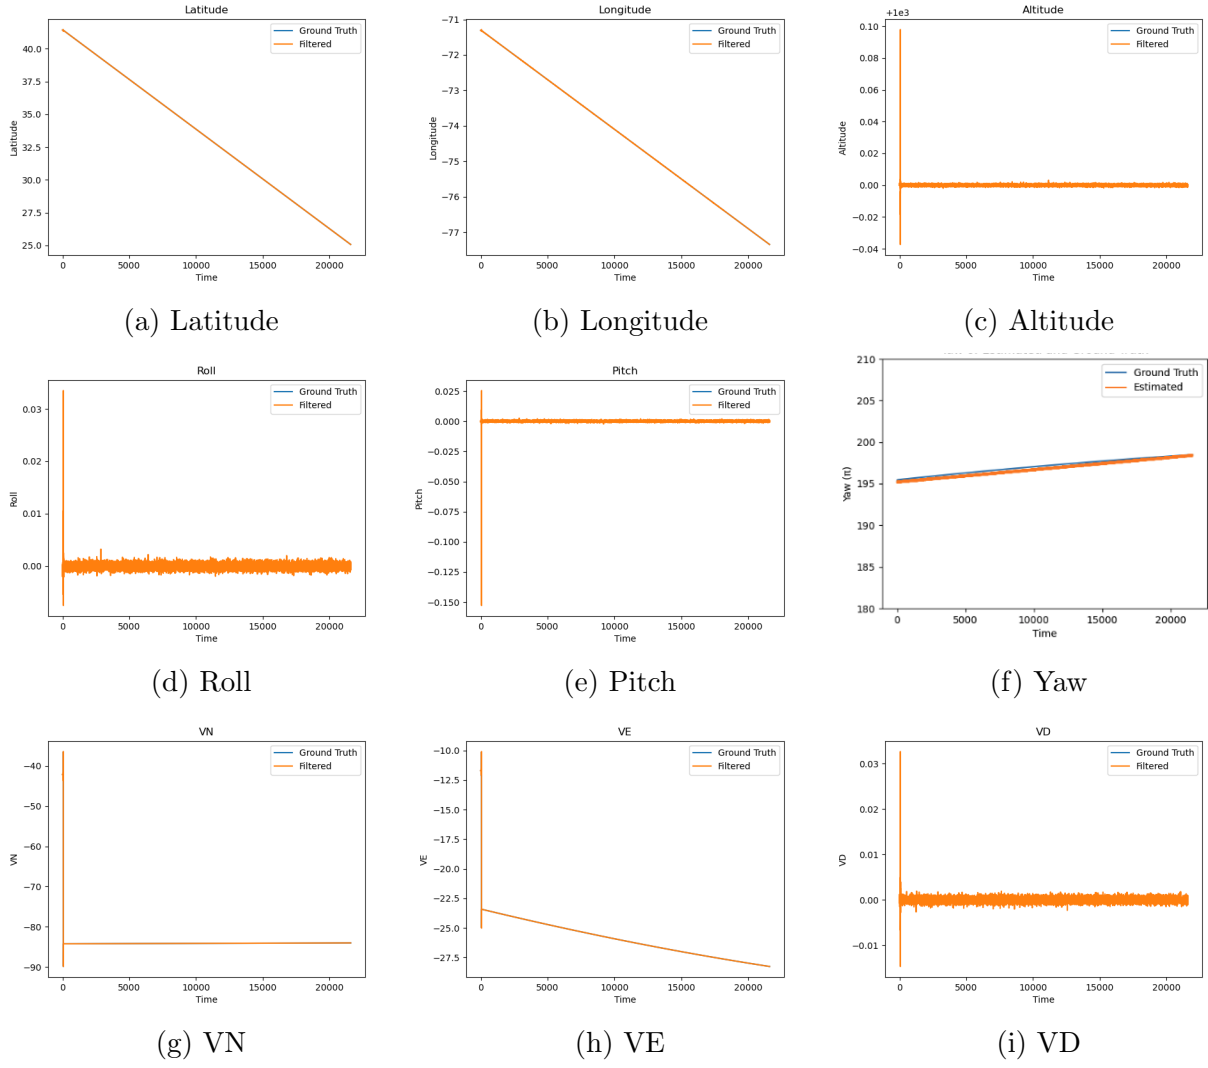 Latitude
Ground Truth
Filtered
Latitude
40.0
37.5
35.0
32.5
30.0
27.5
25.0
0 5000 10000 15000 20000
Time
(a) Latitude
Longitude
Ground Truth
Filtered
Longitude
−71
−72
−73
−74
−75
−76
−77
0 5000 10000 15000 20000
Time
(b) Longitude
+1e3
Altitude
Ground Truth
Filtered
Altitude
0.10
0.08
0.06
0.04
0.02
0.00
−0.02
−0.04
0 5000 10000 15000 20000
Time
(c) Altitude
Roll
Ground Truth
Filtered
Roll
0.03
0.02
0.01
0.00
0 5000 10000 15000 20000
Time
(d) Roll
Pitch
Ground Truth
Filtered
Pitch
0.025
0.000
−0.025
−0.050
−0.075
−0.100
−0.125
−0.150
0 5000 10000 15000 20000
Time
(e) Pitch
Ground Truth
Estimated
Yaw (π)
210
205
200
195
190
185
180
0 5000 10000 15000 20000
Time
(f) Yaw
VN
Ground Truth
Filtered
VN
−40
−50
−60
−70
−80
−90
0 5000 10000 15000 20000
Time
(g) VN
VE
Ground Truth
Filtered
VE
−10.0
−12.5
−15.0
−17.5
−20.0
−22.5
−25.0
−27.5
0 5000 10000 15000 20000
Time
(h) VE
VD
Ground Truth
Filtered
VD
0.03
0.02
0.01
0.00
−0.01
0 5000 10000 15000 20000
Time
(i) VD